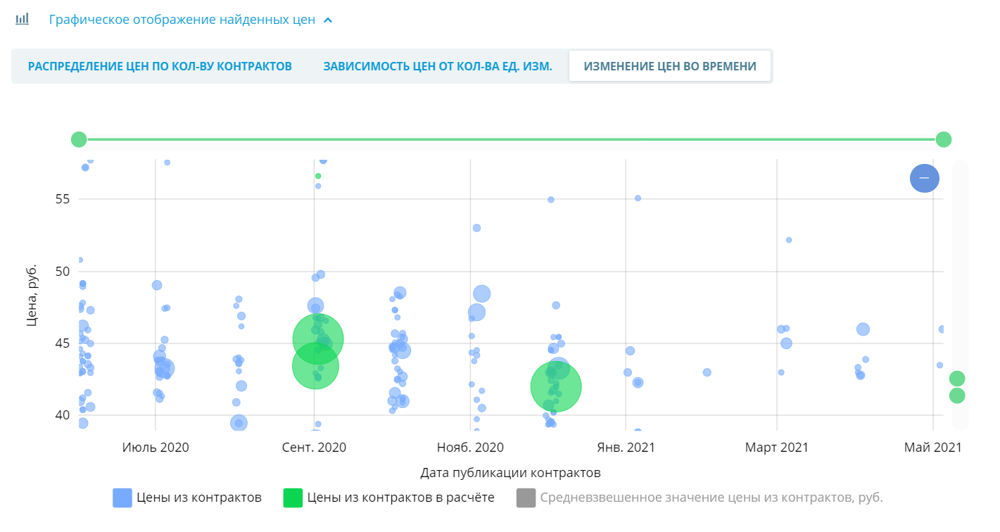 Графическое отображение найденных цен
РАСПРЕДЕЛЕНИЕ ЦЕН ПО КОЛ-ВУ КОНТРАКТОВ ЗАВИСИМОСТЬ ЦЕН ОТ КОЛ-ВА ЕД. ИЗМ. ИЗМЕНЕНИЕ ЦЕН ВО ВРЕМЕНИ
55
50
45
40
Цена, руб.
Июль 2020 Сент. 2020 Нояб. 2020 Янв. 2021 Март 2021 Май 2021
Дата публикации контрактов
Цены из контрактов Цены из контрактов в расчёте Средневзвешенное значение цены из контрактов, руб.